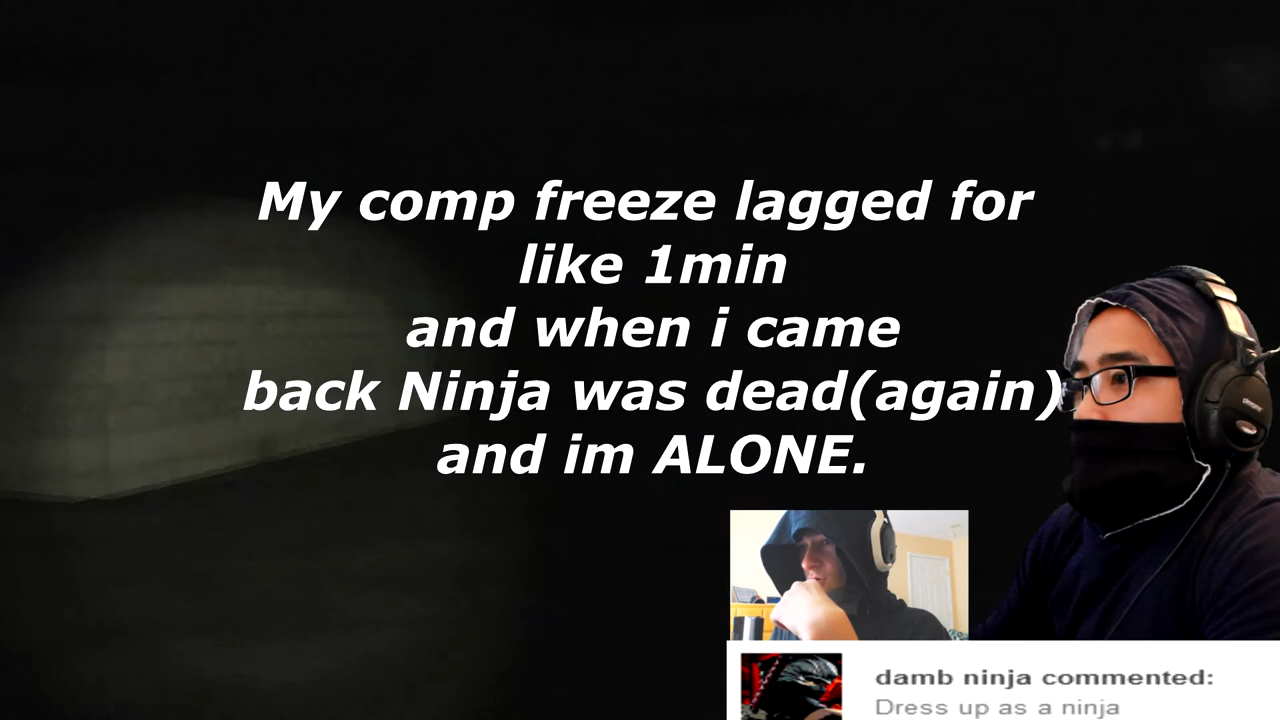 My comp freeze lagged for
like 1min
and when i came
back Ninja was dead(again)
and im ALONE.
damb ninja commented:
Dress up as a ninja